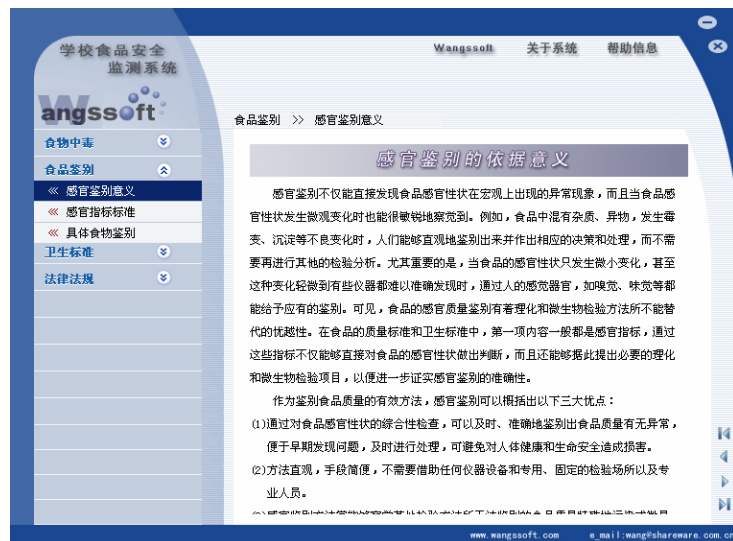 学校食品安全
监测系统
Wangssoft 关于系统 帮助信息
Wangssoft
食品鉴别 >> 感官鉴别意义
食物中毒
食品鉴别
感官鉴别意义
感官指标标准
具体食物鉴别
卫生标准
法律法规
感官鉴别的依据意义
感官鉴别不仅能直接发现食品感官性状在宏观上出现的异常现象，而且当食品感
官性状发生微观变化时也能很敏锐地察觉到。例如，食品中混有杂质、异物，发生霉
变、沉淀等不良变化时，人们能够直观地鉴别出来并作出相应的决策和处理，而不需
要再进行其他的检验分析。尤其重要的是，当食品的感官性状只发生微小变化，甚至
这种变化轻微到有些仪器都难以准确发现时，通过人的感觉器官，如嗅觉、味觉等都
能给予应有的鉴别。可见，食品的感官质量鉴别有着理化和微生物检验方法所不能替
代的优越性。在食品的质量标准和卫生标准中，第一项内容一般都是感官指标，通过
这些指标不仅能够直接对食品的感官性状做出判断，而且还能够据此提出必要的理化
和微生物检验项目，以便进一步证实感官鉴别的准确性。
作为鉴别食品质量的有效方法，感官鉴别可以概括出以下三大优点：
(1)通过对食品感官性状的综合性检查，可以及时、准确地鉴别出食品质量有无异常，
便于早期发现问题，及时进行处理，可避免对人体健康和生命安全造成损害。
(2)方法直观，手段简便，不需要借助任何仪器设备和专用、固定的检验场所以及专
业人员。
www.wangssoft.com e_mail:wang@shareware.com.cn